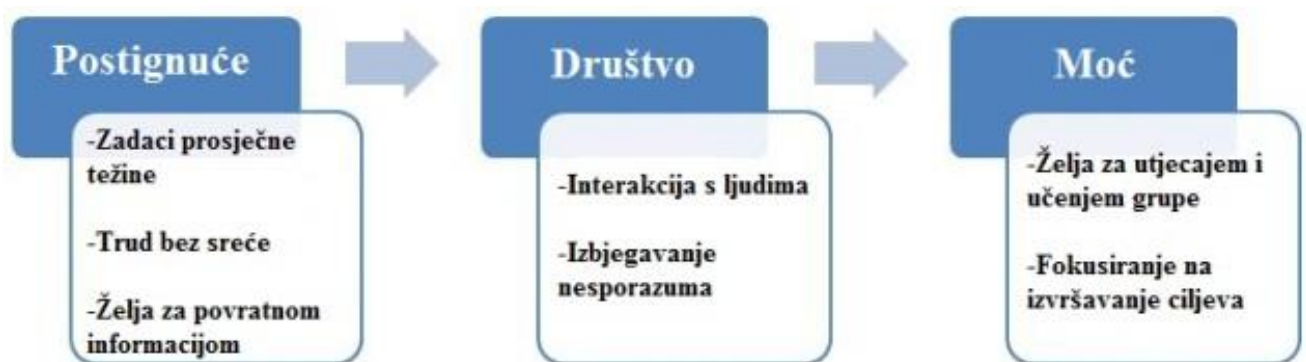 Postignuće
-Zadaci prosječne
težine
-Trud bez sreće
-Želja za povratnom
informacijom
Društvo
-Interakcija s ljudima
-Izbjegavanje
nesporazuma
Moć
-Želja za utjecajem i
učenjem grupe
-Fokusiranje na
izvršavanje ciljeva